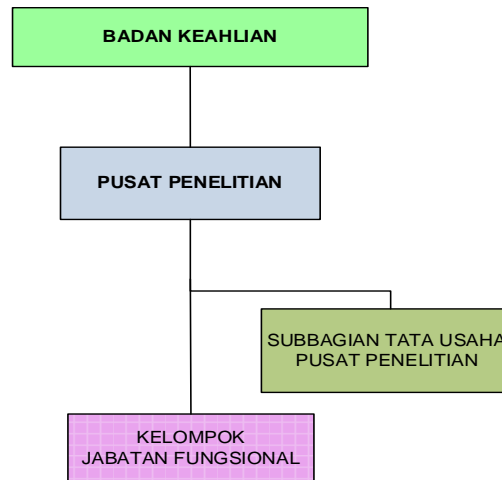 BADAN KEAHLIAN
PUSAT PENELITIAN
SUBBAGIAN TATA USAHA
PUSAT PENELITIAN
KELOMPOK
JABATAN FUNGSIONAL